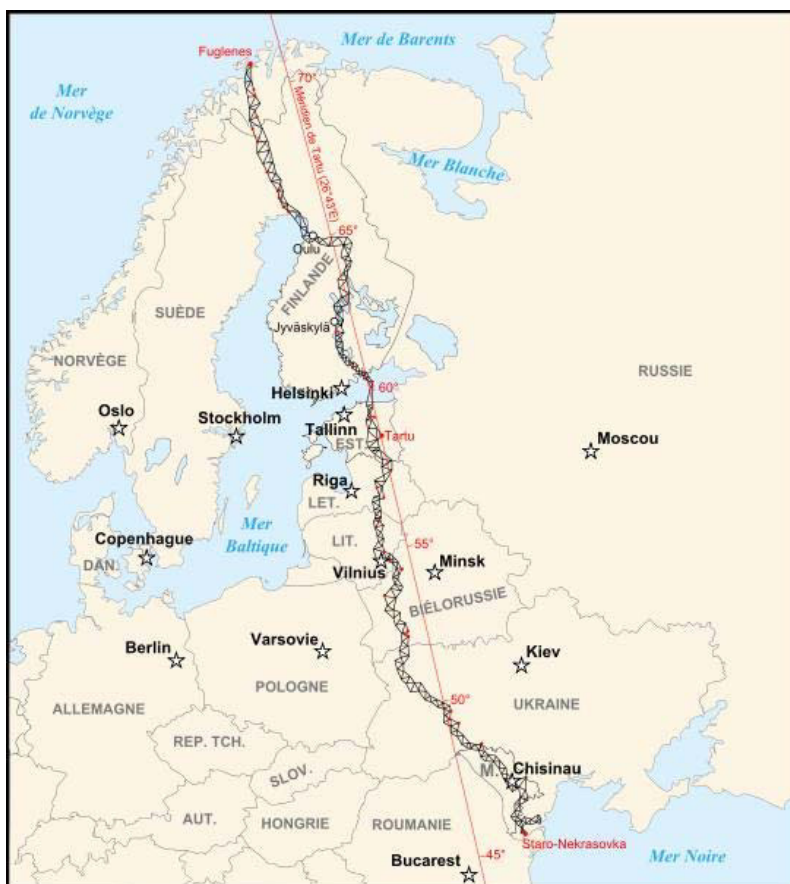 Fuglenes
Mer de Barents
70°
Mer
de Norvège
Méridien de Tartu (26°43'E)
Mer Blanche
65°
Oulu
FINLANDE
SUÈDE
Jyväskylä
NORVÈGE
RUSSIE
60°
Helsinki
Oslo
Stockholm
Tallinn
Tartu
Moscou
EST.
Riga
LET.
Mer
Baltique
Copenhague
55°
LIT.
DAN.
Vilnius
Minsk
BIÉLORUSSIE
Berlin
Varsovie
Kiev
POLOGNE
50°
ALLEMAGNE
UKRAINE
REP. TCH.
SLOV.
M.
Chisinau
AUT.
HONGRIE
ROUMANIE
Staro-Nekrasovka
45°
Bucarest
Mer Noire